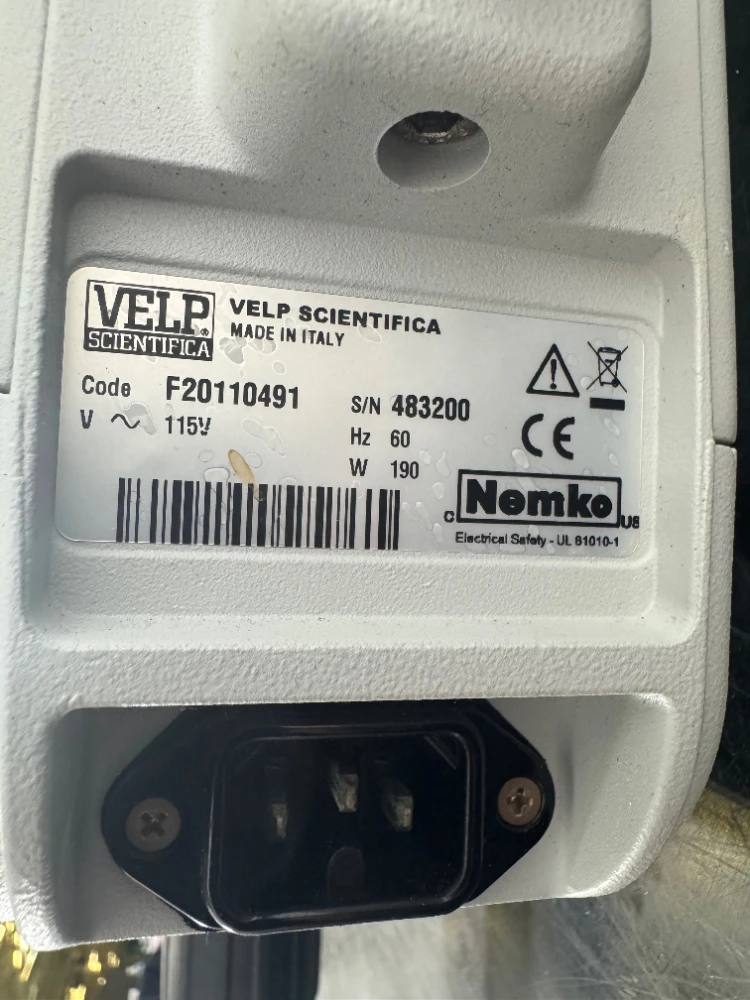 VELP®
SCIENTIFICA
VELP SCIENTIFICA
MADE IN ITALY
Code F20110491
S/N 483200
V ~ 115V
Hz 60
W 190
CE
c Nemko us
Electrical Safety - UL 61010-1